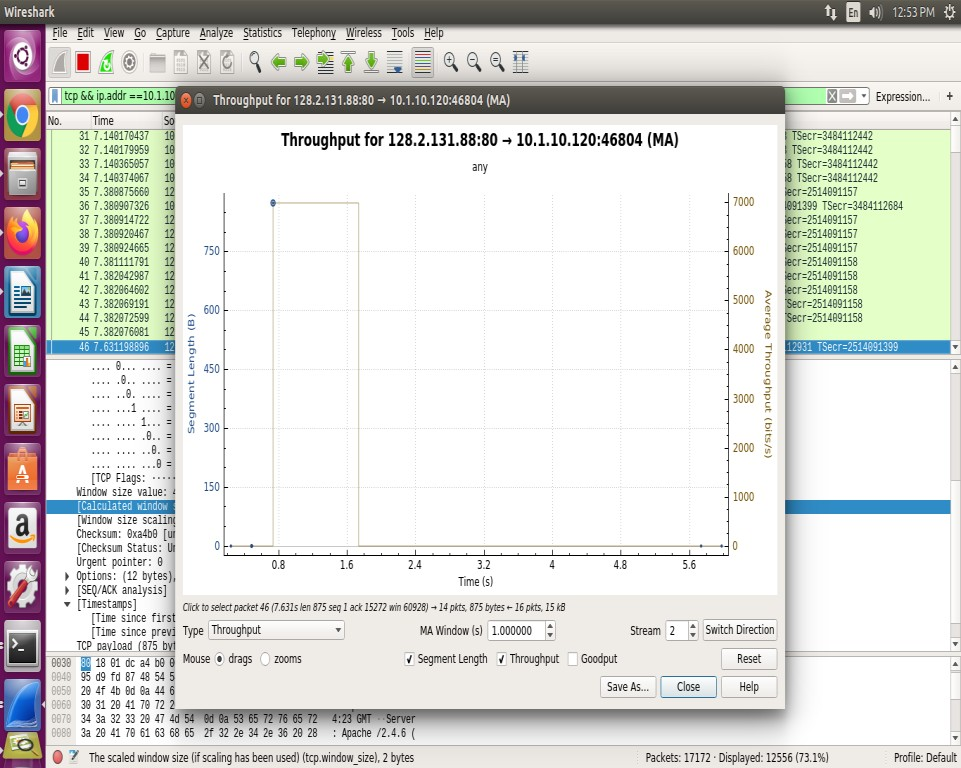 Wireshark
En
12:53 PM
File Edit View Go Capture Analyze Statistics Telephony Wireless Tools Help
tcp && ip.addr ==10.1.10
Expression... +
Throughput for 128.2.131.88:80 → 10.1.10.120:46804 (MA)
No. Time So
31 7.140170437 10
TSecr=3484112442
32 7.140179959 10
TSecr=3484112442
33 7.140365057 10
8 TSecr=3484112442
34 7.140374067 10
8 TSecr=3484112442
35 7.380875660 12
Secr=2514091157
36 7.380907326 10
091399 TSecr=3484112684
37 7.380914722 12
Secr=2514091157
38 7.380920467 12
Secr=2514091157
39 7.380924665 12
Secr=2514091157
40 7.381111791 12
Secr=2514091158
41 7.382042987 12
Secr=2514091158
42 7.382064602 12
Secr=2514091158
43 7.382069191 12
TSecr=2514091158
44 7.382072599 12
TSecr=2514091158
45 7.382076081 12
46 7.631198896 12
12931 TSecr=2514091399
.... 0... .... =
.... .0.. .... =
.... ..0. .... =
.... ...1 .... =
.... .... 1... =
.... .... .0.. =
.... .... ..0. =
.... .... ...0 =
[TCP Flags: ·····
Window size value: 4
[Calculated window s
[Window size scaling
Checksum: 0xa4b0 [un
[Checksum Status: Un
Urgent pointer: 0
Options: (12 bytes),
[SEQ/ACK analysis]
[Timestamps]
[Time since first
[Time since previ
TCP payload (875 byt
Throughput for 128.2.131.88:80 → 10.1.10.120:46804 (MA)
any
Segment Length (B)
750
600
450
300
150
0
7000
6000
5000
4000
3000
2000
1000
0
Average Throughput (bits/s)
0.8 1.6 2.4 3.2 4 4.8 5.6
Time (s)
Click to select packet 46 (7.631s len 875 seq 1 ack 15272 win 60928) → 14 pkts, 875 bytes ← 16 pkts, 15 kB
Type Throughput MA Window (s) 1.000000 Stream 2 Switch Direction
Mouse drags zooms Segment Length Throughput Goodput Reset
Save As... Close Help
0030 80 18 01 dc a4 b0 0
0040 95 d9 fd 87 48 54 5
0050 20 4f 4b 0d 0a 44 6
0060 30 31 20 41 70 72 2
0070 34 3a 32 33 20 47 4d 54 0d 0a 53 65 72 76 65 72 4:23 GMT ··Server
0080 3a 20 41 70 61 63 68 65 2f 32 2e 34 2e 36 20 28 : Apache /2.4.6 (
The scaled window size (if scaling has been used) (tcp.window_size), 2 bytes
Packets: 17172 · Displayed: 12556 (73.1%)
Profile: Default